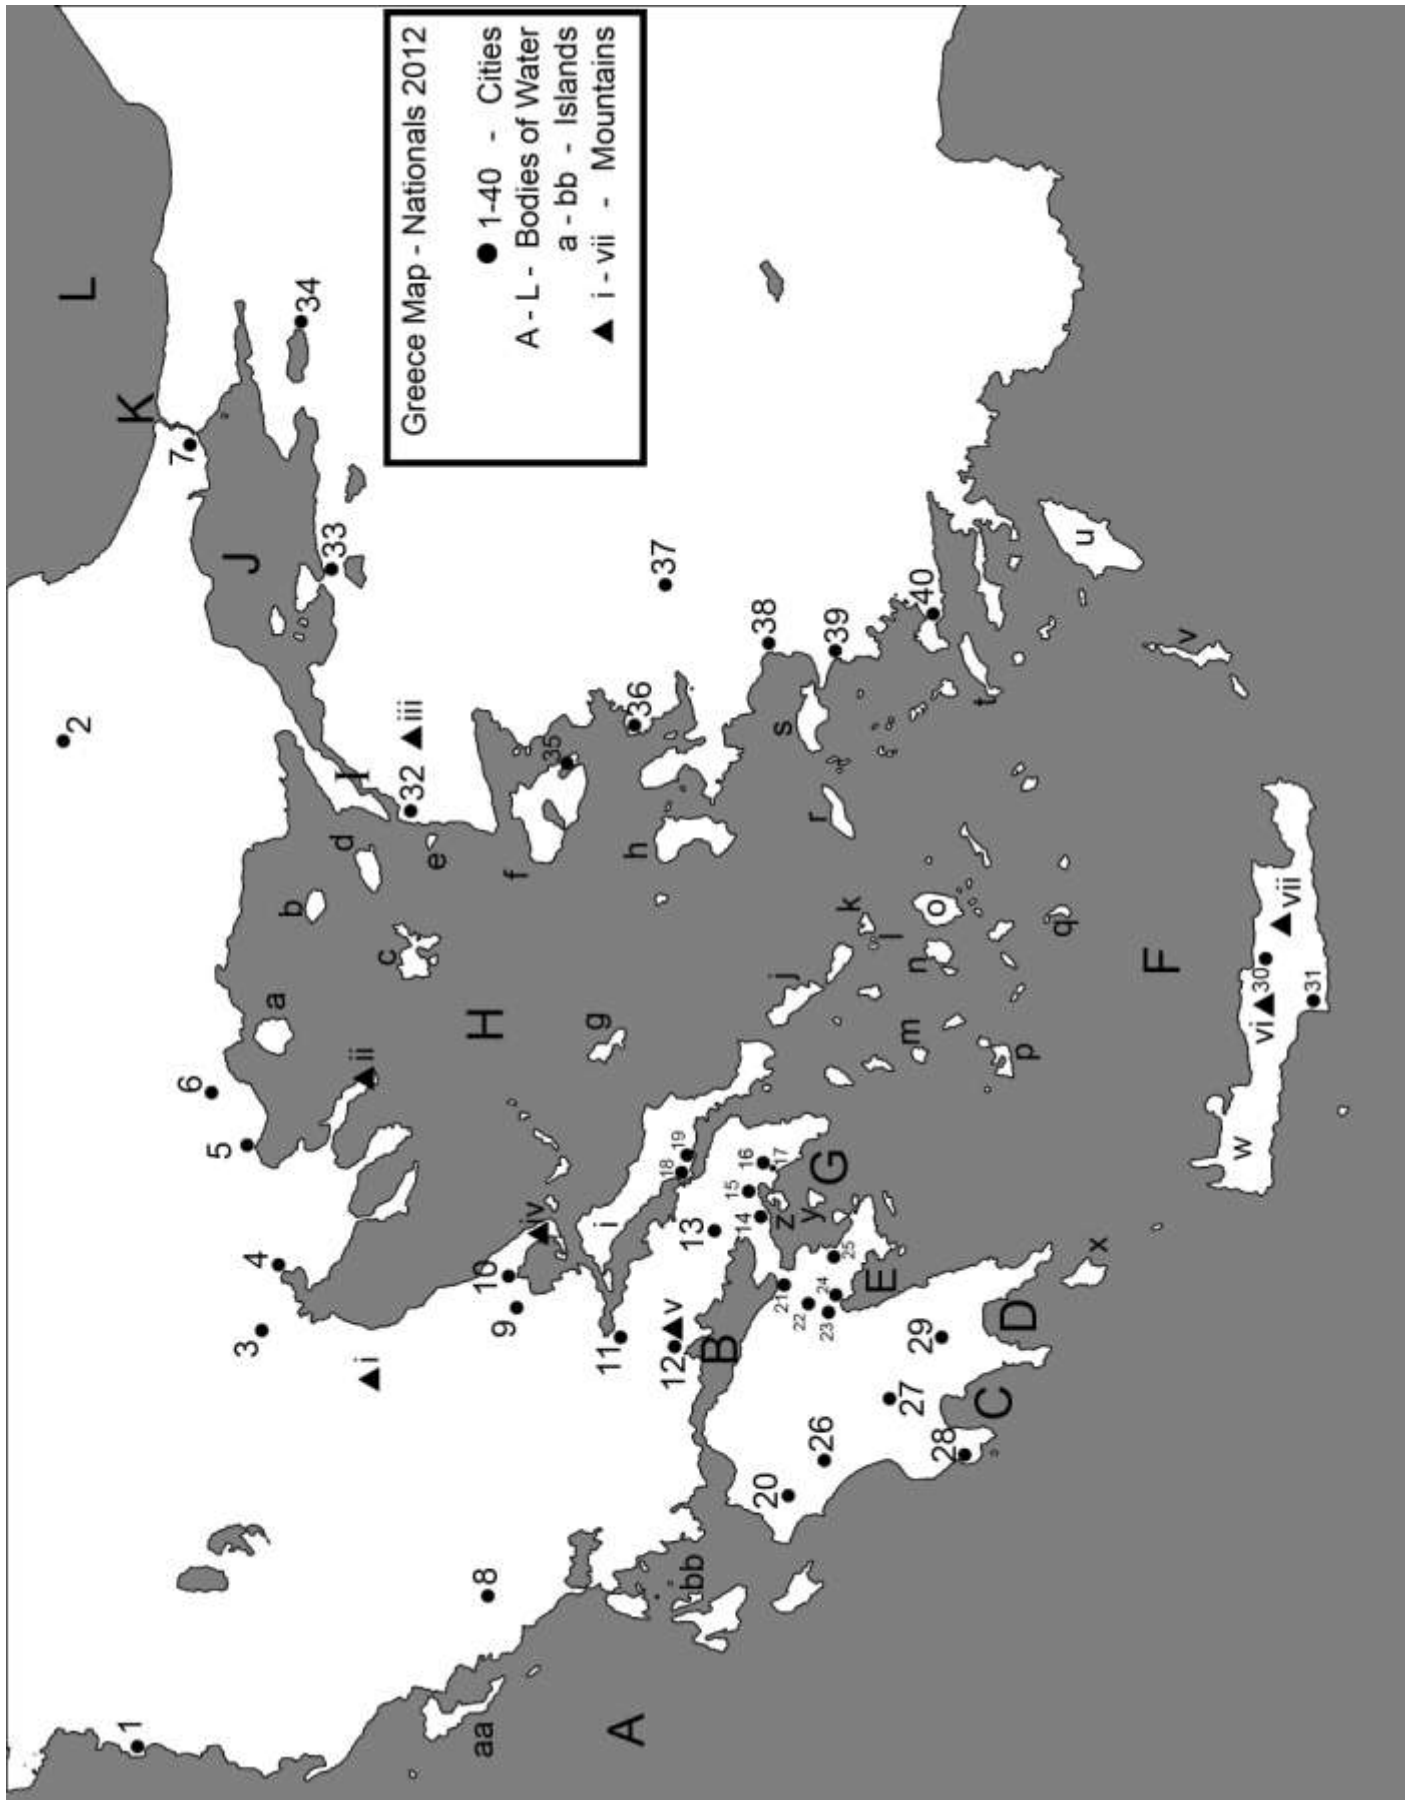 Greece Map - Nationals 2012
1-40 - Cities
A - L - Bodies of Water
a - bb - Islands
i - vii - Mountains
L
K
7
34
J
33
2
I
iii
32
37
38
39
40
36
35
d
b
c
e
f
h
s
t
u
v
r
a
6
5
ii
H
g
j
k
l
n
o
m
p
q
F
30
vi
vii
31
w
4
3
i
iv
10
9
i
18
19
16
17
15
G
14
z
y
13
11
12
v
B
21
22
23
24
25
E
D
x
29
27
C
28
26
20
8
bb
aa
A
1